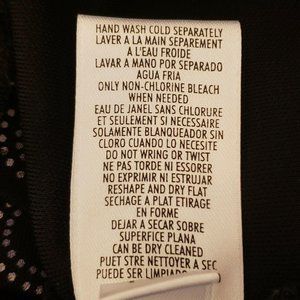 HAND WASH COLD SEPARATELY
LAVER A LA MAIN SEPAREMENT
A L'EAU FROIDE
LAVAR A MANO POR SEPARADO
AGUA FRIA
ONLY NON-CHLORINE BLEACH
WHEN NEEDED
EAU DE JANEL SANS CHLORURE
ET SEULEMENT SI NECESSAIRE
SOLAMENTE BLANQUEADOR SIN
CLORO CUANDO LO NECESITE
DO NOT WRING OR TWIST
NE PAS TORDE NI ESSORER
NO EXPRIMIR NI ESTRUJAR
RESHAPE AND DRY FLAT
SECHAGE A PLAT ETIRAGE
EN FORME
DEJAR A SECAR SOBRE
SUPERFICE PLANA
CAN BE DRY CLEANED
PUET STRE NETTOYER A SEC
PUEDE SER LIMPIADO